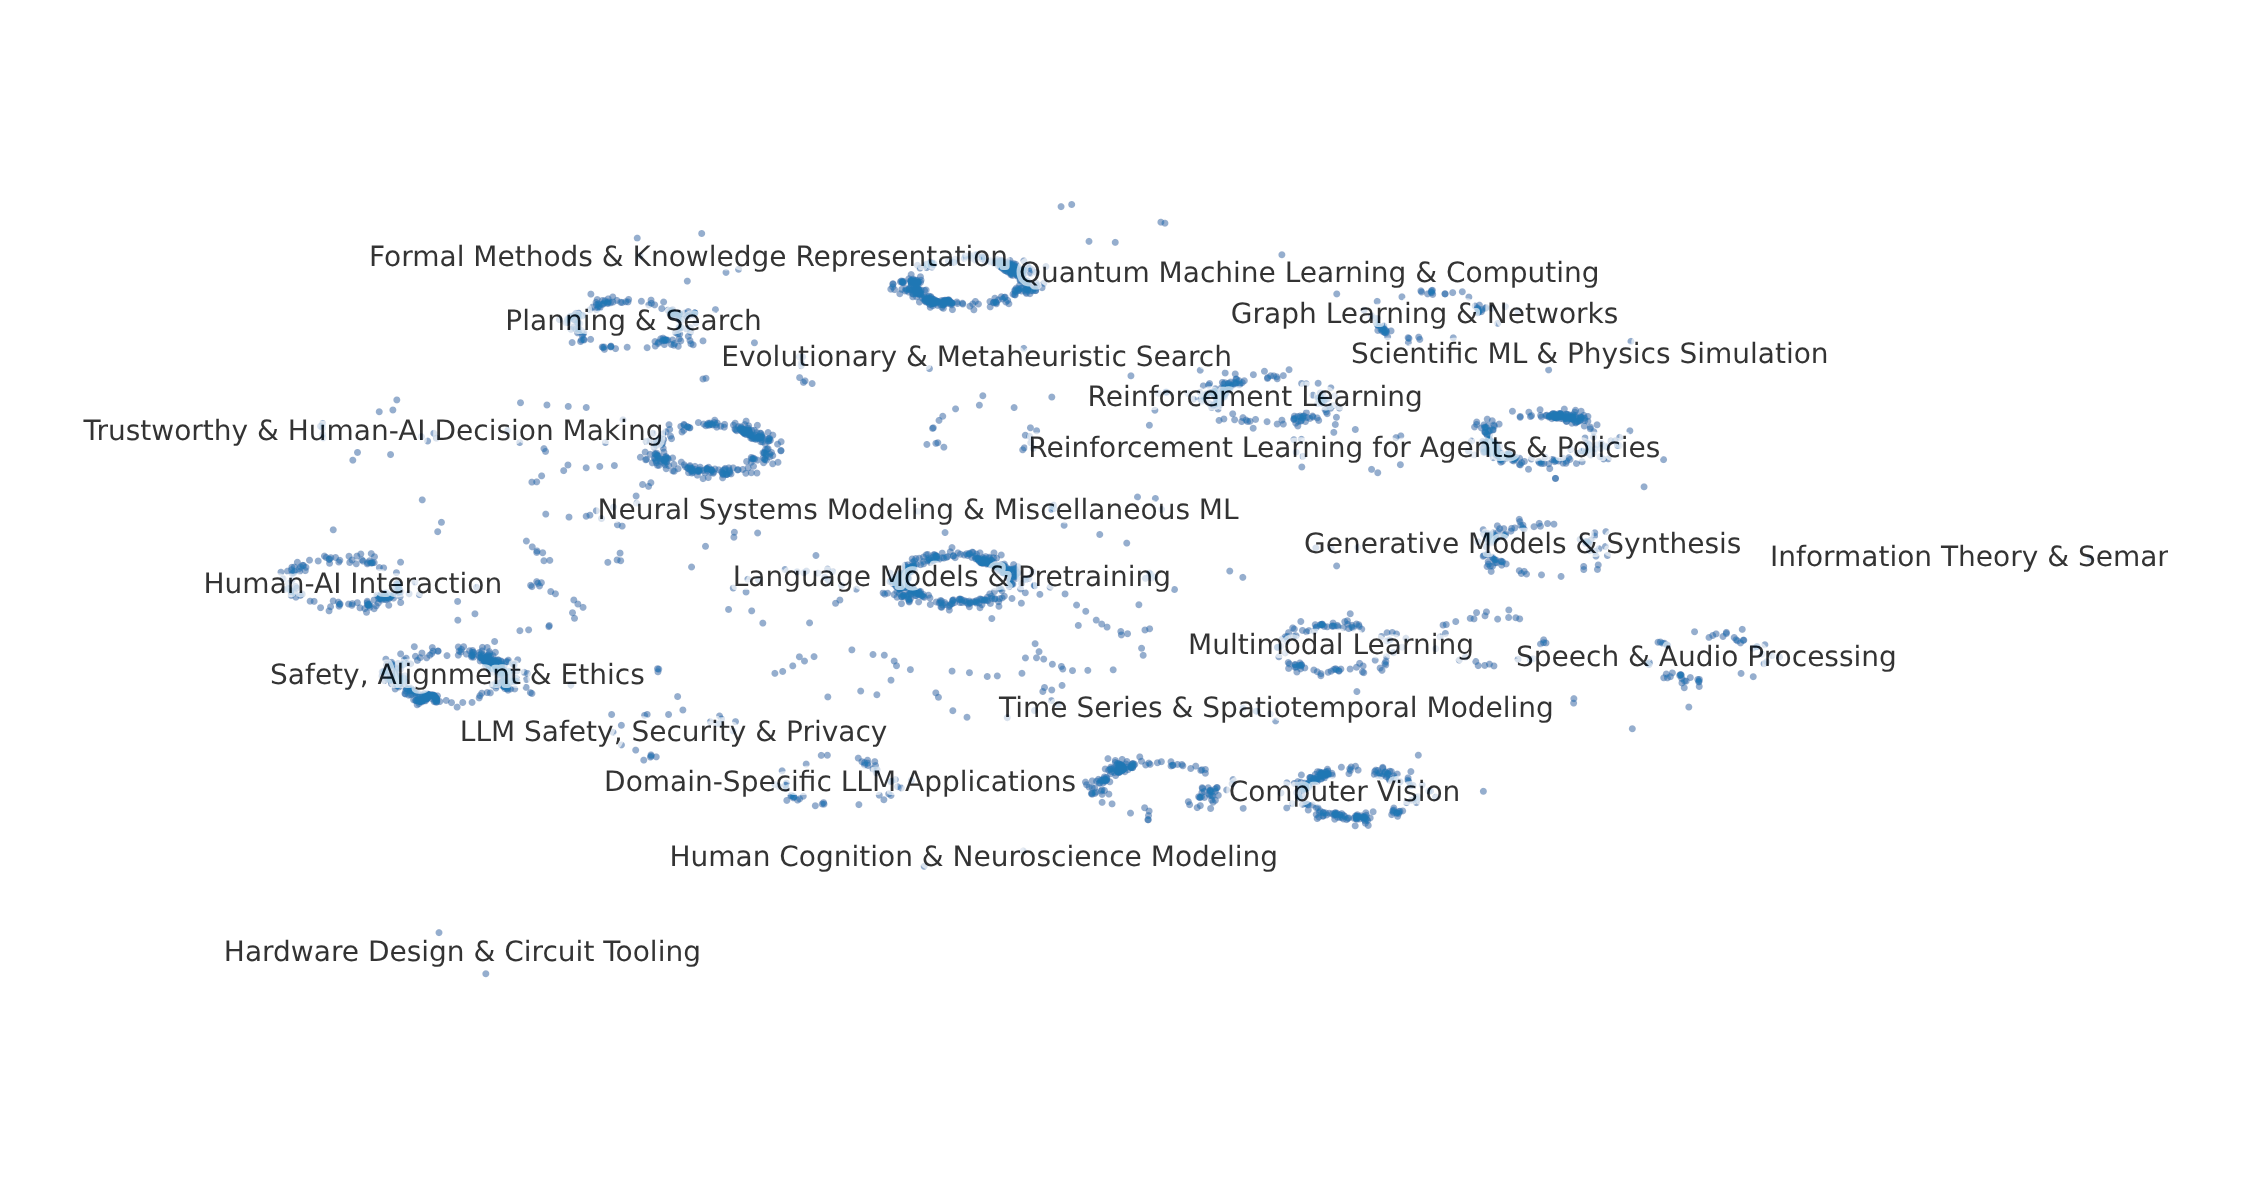 Formal Methods & Knowledge Representation
Quantum Machine Learning & Computing
Graph Learning & Networks
Planning & Search
Evolutionary & Metaheuristic Search
Scientific ML & Physics Simulation
Reinforcement Learning
Trustworthy & Human-AI Decision Making
Reinforcement Learning for Agents & Policies
Neural Systems Modeling & Miscellaneous ML
Generative Models & Synthesis
Information Theory & Semar
Language Models & Pretraining
Human-AI Interaction
Multimodal Learning
Speech & Audio Processing
Safety, Alignment & Ethics
Time Series & Spatiotemporal Modeling
LLM Safety, Security & Privacy
Domain-Specific LLM Applications
Computer Vision
Human Cognition & Neuroscience Modeling
Hardware Design & Circuit Tooling